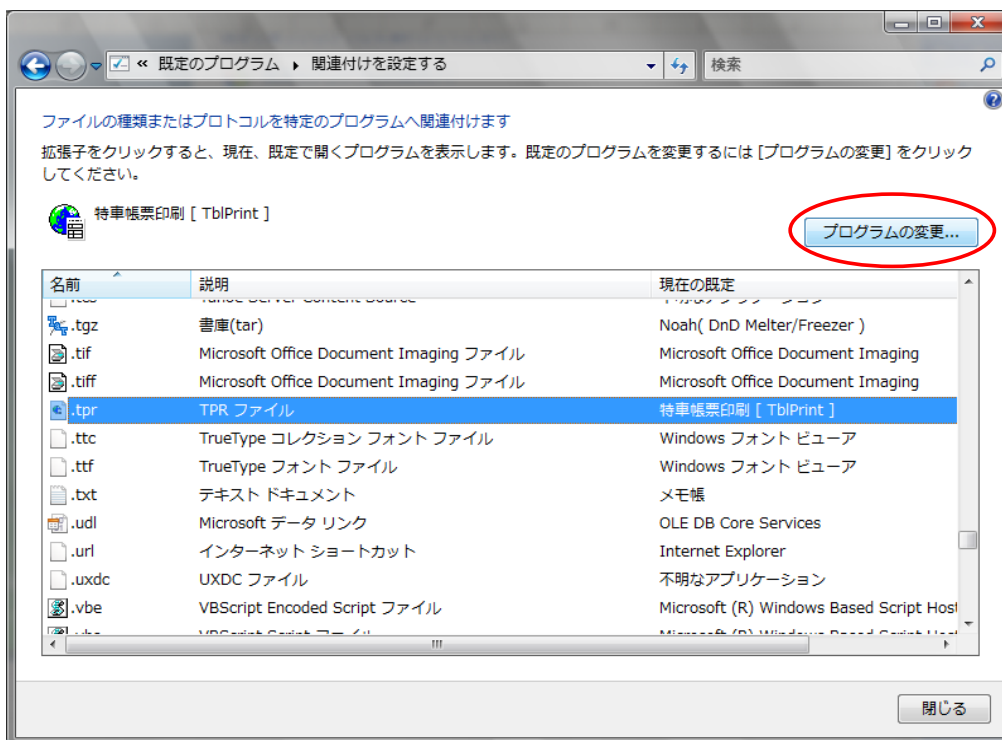 « 既定のプログラム ▸ 関連付けを設定する
検索
ファイルの種類またはプロトコルを特定のプログラムへ関連付けます
拡張子をクリックすると、現在、既定で開くプログラムを表示します。既定のプログラムを変更するには [プログラムの変更] をクリック
してください。
特車帳票印刷 [ TblPrint ]
プログラムの変更...
名前 説明 現在の既定
.tgz 書庫(tar) Noah( DnD Melter/Freezer )
.tif Microsoft Office Document Imaging ファイル Microsoft Office Document Imaging
.tiff Microsoft Office Document Imaging ファイル Microsoft Office Document Imaging
.tpr TPR ファイル 特車帳票印刷 [ TblPrint ]
.ttc TrueType コレクション フォント ファイル Windows フォント ビューア
.ttf TrueType フォント ファイル Windows フォント ビューア
.txt テキスト ドキュメント メモ帳
.udl Microsoft データ リンク OLE DB Core Services
.url インターネット ショートカット Internet Explorer
.uxdc UXDC ファイル 不明なアプリケーション
.vbe VBScript Encoded Script ファイル Microsoft (R) Windows Based Script Host
閉じる